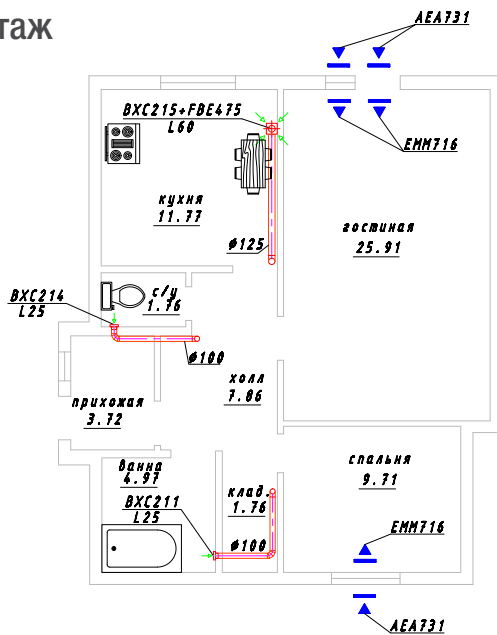 таж
AEA731
BXC215+FBE475
L60
EMM716
кухня
11.77
гостиная
25.91
ø125
BXC214
L25
с/у
1.76
ø100
холл
7.86
прихожая
3.72
ванна
4.97
спальня
9.71
клад.
1.76
BXC211
L25
ø100
EMM716
AEA731